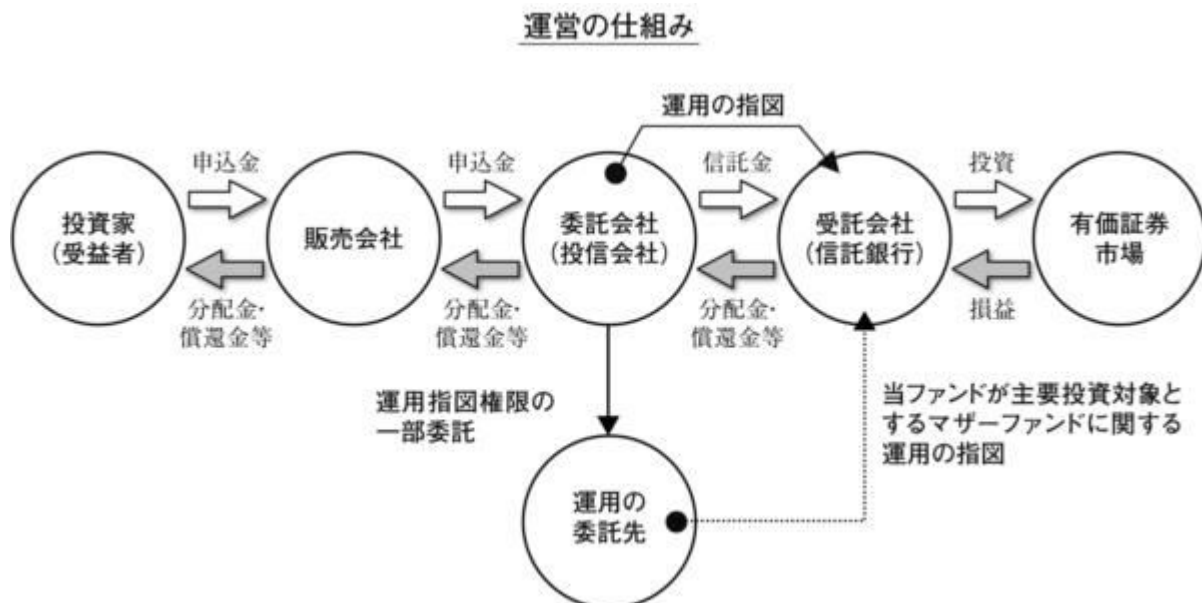 運営の仕組み
運用の指図
申込金
申込金
信託金
投資
投資家
(受益者)
販売会社
委託会社
(投信会社)
受託会社
(信託銀行)
有価証券
市場
分配金・
償還金等
分配金・
償還金等
分配金・
償還金等
損益
運用指図権限の
一部委託
当ファンドが主要投資対象と
するマザーファンドに関する
運用の指図
運用の
委託先